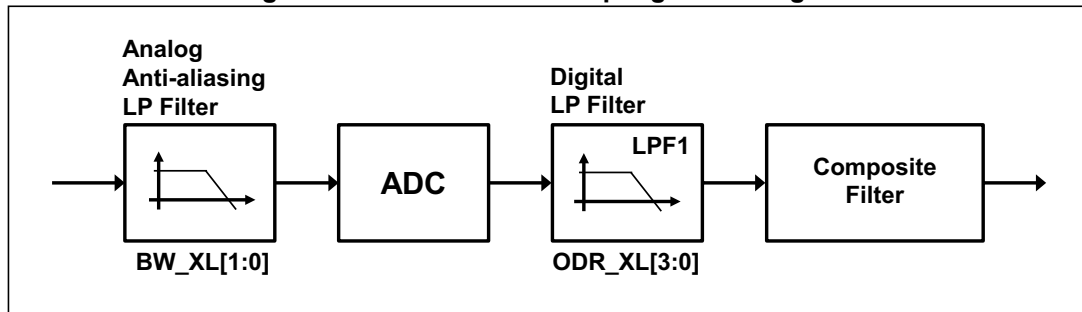 Analog
Anti-aliasing
LP Filter
Digital
LP Filter
LPF1
ADC
Composite
Filter
BW_XL[1:0]
ODR_XL[3:0]